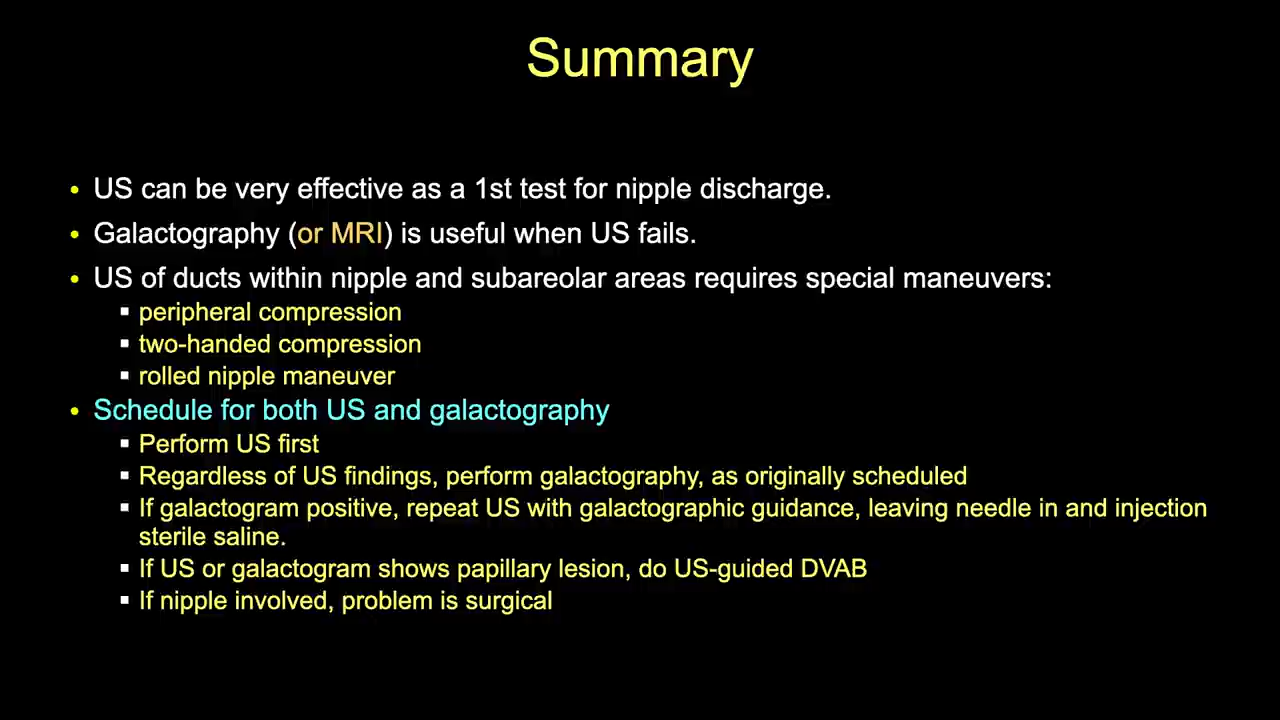 Summary
• US can be very effective as a 1st test for nipple discharge.
• Galactography (or MRI) is useful when US fails.
• US of ducts within nipple and subareolar areas requires special maneuvers:
▪ peripheral compression
▪ two-handed compression
▪ rolled nipple maneuver
• Schedule for both US and galactography
▪ Perform US first
▪ Regardless of US findings, perform galactography, as originally scheduled
▪ If galactogram positive, repeat US with galactographic guidance, leaving needle in and injection
sterile saline.
▪ If US or galactogram shows papillary lesion, do US-guided DVAB
▪ If nipple involved, problem is surgical